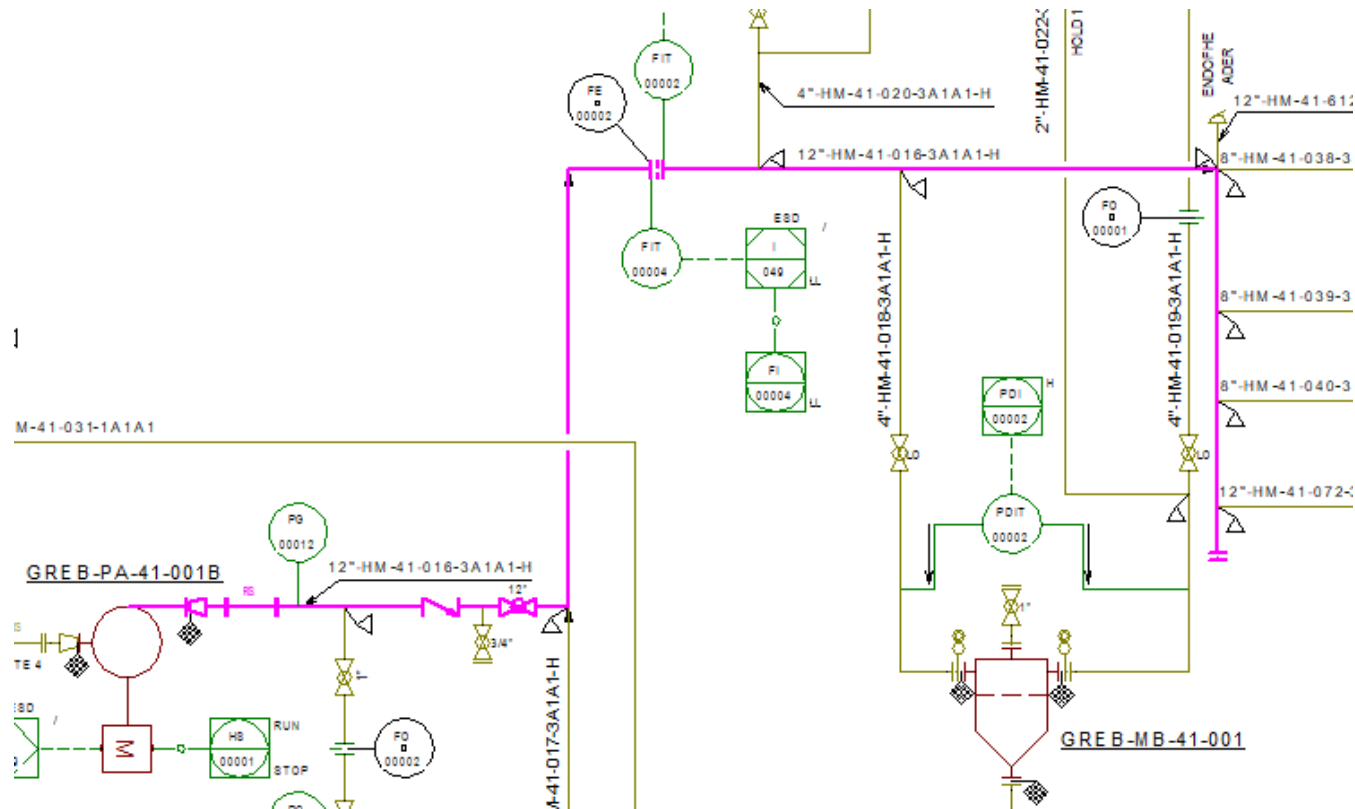 FIT
00002
FE
00002
4"-HM-41-020-3A1A1-H
2"-HM-41-022-
HOLD 1
ENDOFHE
ADER
12"-HM-41-612
12"-HM-41-016-3A1A1-H
8"-HM-41-038-3
FO
00001
ESD
/
FIT
00004
I
049
LL
FI
00004
LL
4"-HM-41-018-3A1A1-H
4"-HM-41-019-3A1A1-H
8"-HM-41-039-3
PDI
00002
H
8"-HM-41-040-3
M-41-031-1A1A1
LO
LO
12"-HM-41-072-3
PG
00012
PDIT
00002
GREB-PA-41-001B
12"-HM-41-016-3A1A1-H
RS
12"
1"
3/4"
TE 4
1"
M-41-017-3A1A1-H
ESD
/
M
HS
00001
RUN
STOP
FO
00002
GREB-MB-41-001